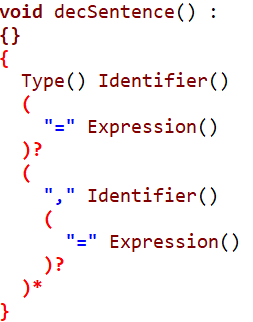 void decSentence() :
{}
{
  Type() Identifier()
  (
    "=" Expression()
  )?
  (
    "," Identifier()
    (
      "=" Expression()
    )?
  )*
}